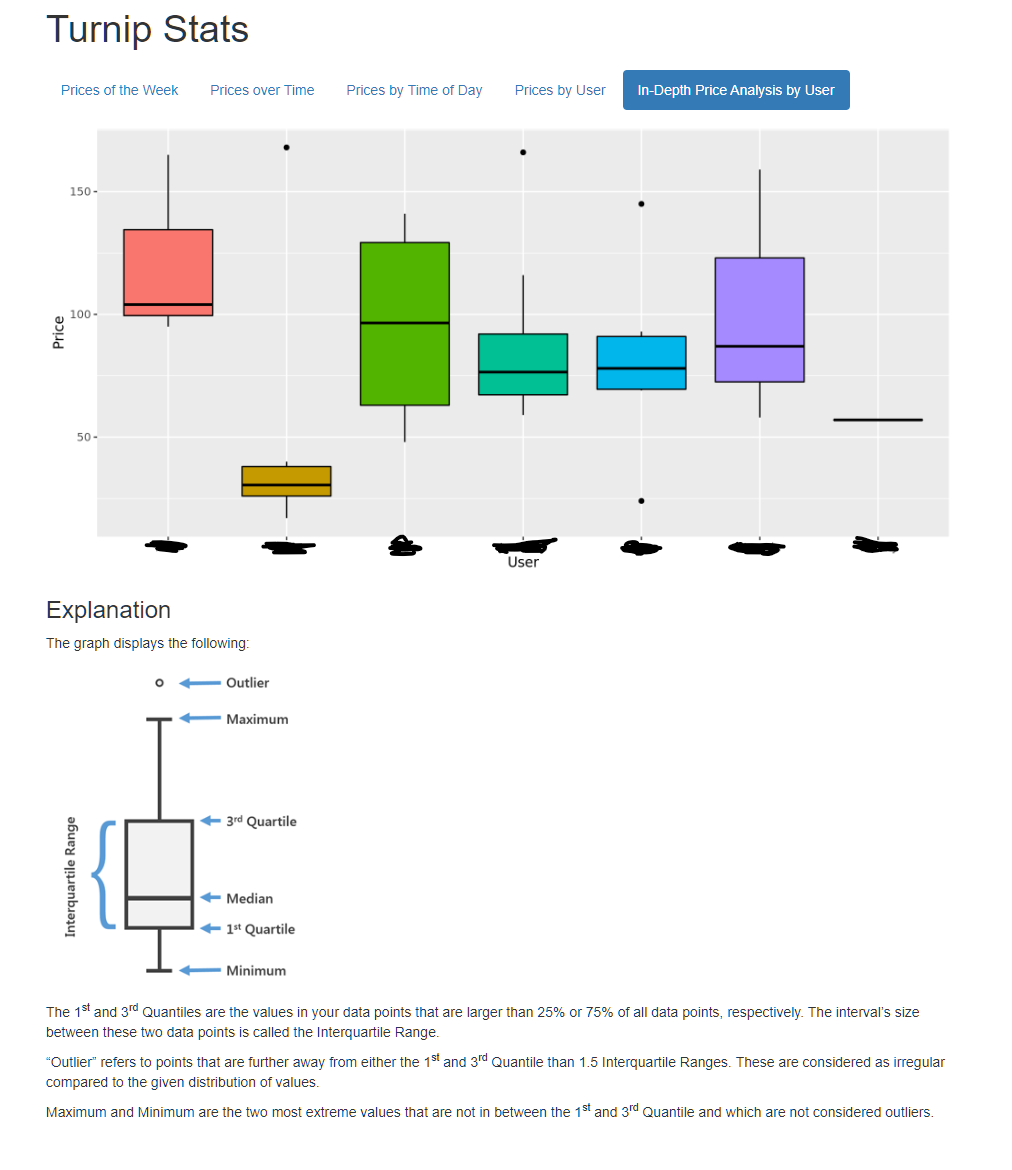 Turnip Stats
Prices of the Week Prices over Time Prices by Time of Day Prices by User In-Depth Price Analysis by User
150
100
50
Price
User
Explanation
The graph displays the following:
Outlier
Maximum
3rd Quartile
Interquartile Range
Median
1st Quartile
Minimum
The 1st and 3rd Quantiles are the values in your data points that are larger than 25% or 75% of all data points, respectively. The interval's size
between these two data points is called the Interquartile Range.
“Outlier” refers to points that are further away from either the 1st and 3rd Quantile than 1.5 Interquartile Ranges. These are considered as irregular
compared to the given distribution of values.
Maximum and Minimum are the two most extreme values that are not in between the 1st and 3rd Quantile and which are not considered outliers.